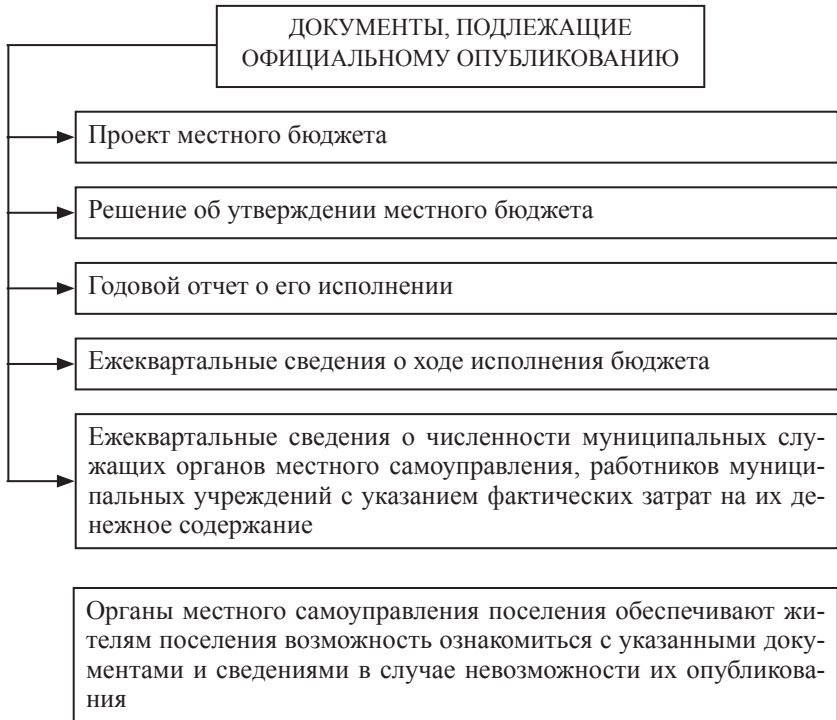 ДОКУМЕНТЫ, ПОДЛЕЖАЩИЕ
ОФИЦИАЛЬНОМУ ОПУБЛИКОВАНИЮ
Проект местного бюджета
Решение об утверждении местного бюджета
Годовой отчет о его исполнении
Ежеквартальные сведения о ходе исполнения бюджета
Ежеквартальные сведения о численности муниципальных слу-
жащих органов местного самоуправления, работников муници-
пальных учреждений с указанием фактических затрат на их де-
нежное содержание
Органы местного самоуправления поселения обеспечивают жи-
телям поселения возможность ознакомиться с указанными доку-
ментами и сведениями в случае невозможности их опубликова-
ния